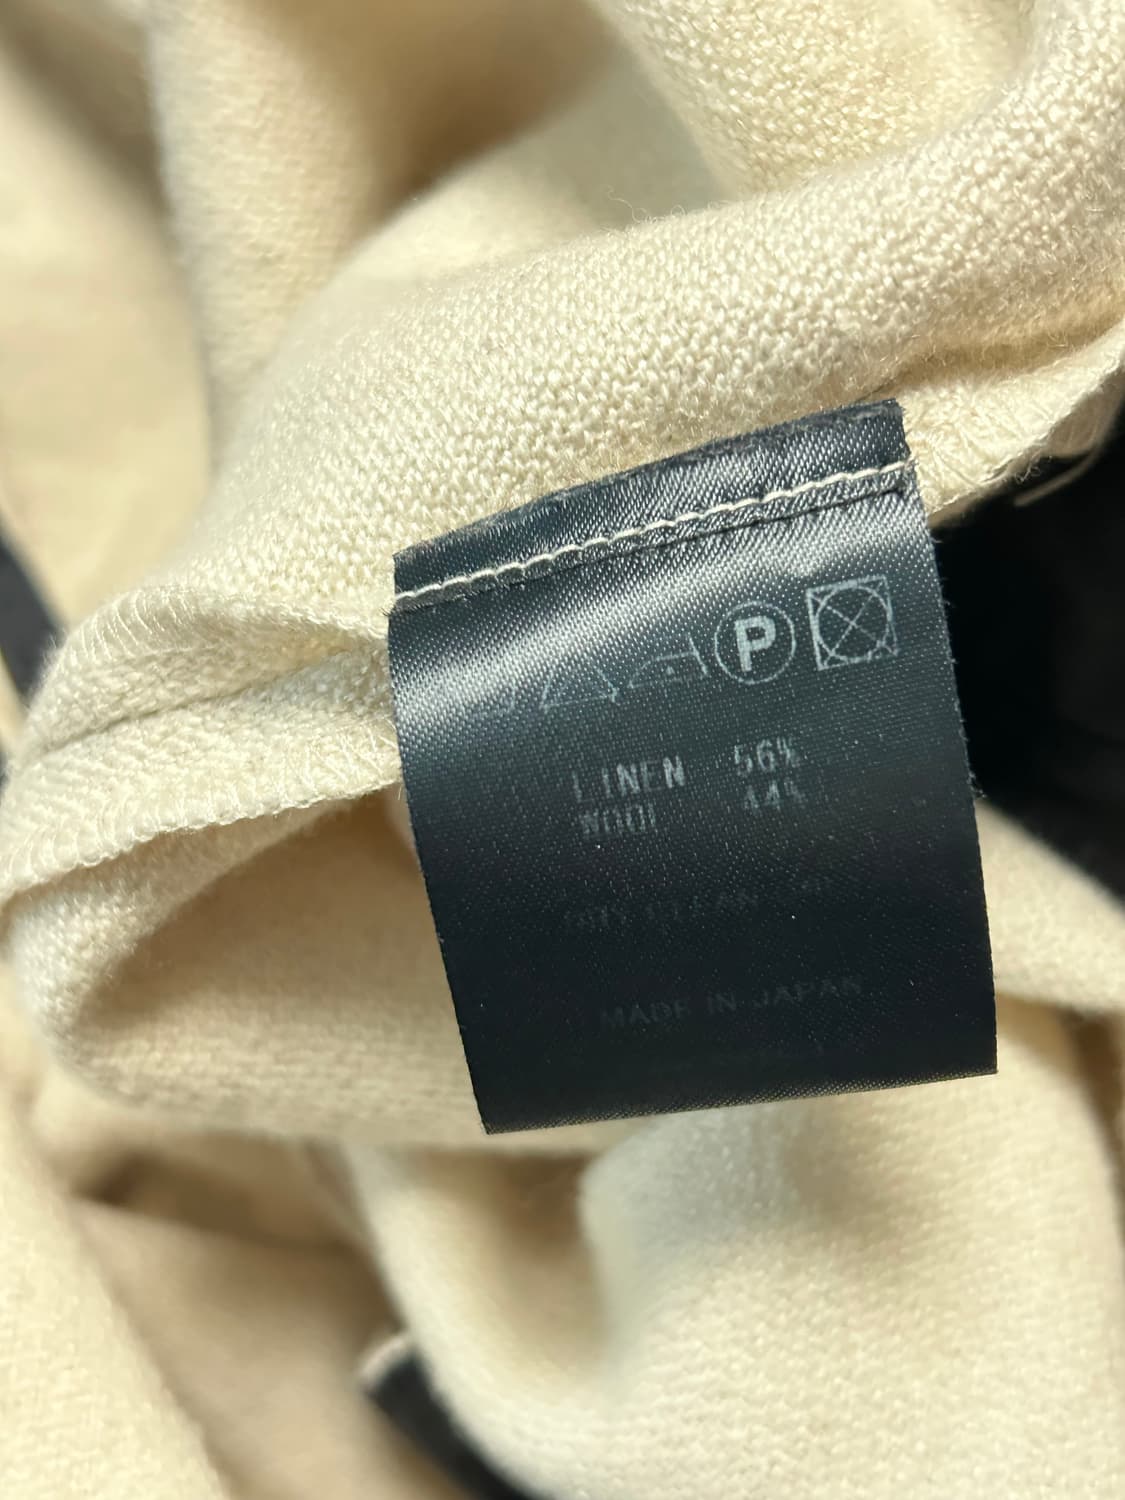 P
LINEN 56%
WOOL 44%
DRY CLEAN
MADE IN JAPAN